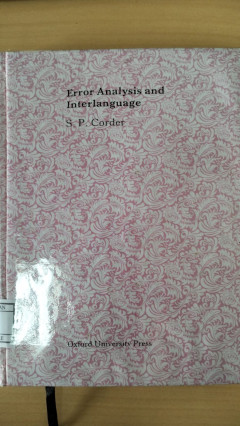 Error Analysis and
Interlanguage
S. P. Corder
Oxford University Press